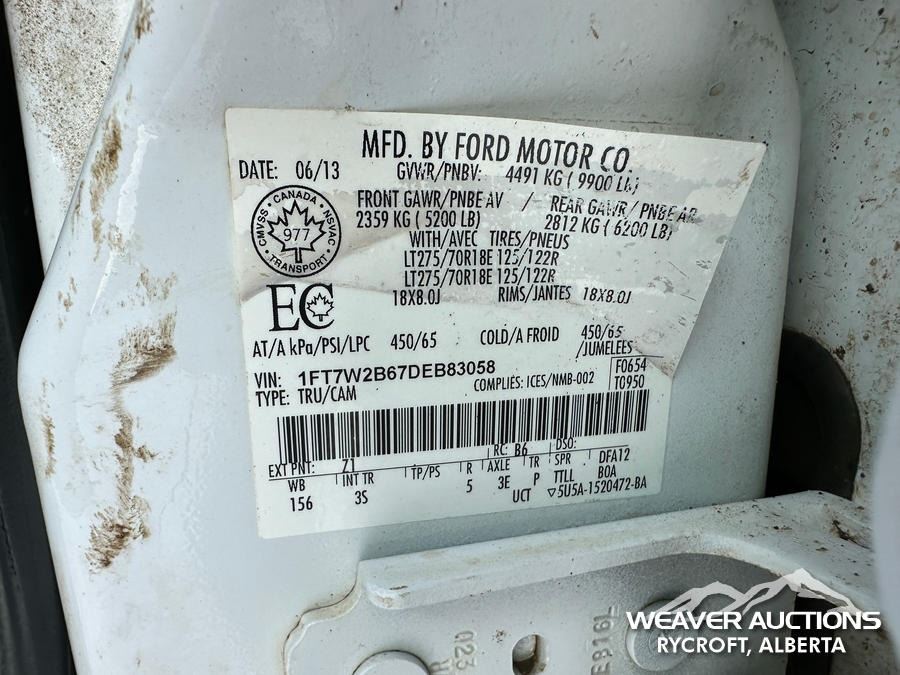 MFD. BY FORD MOTOR CO.
DATE: 06/13 GVWR/PNBV: 4491 KG ( 9900 LB)
FRONT GAWR/PNBE AV / REAR GAWR / PNBE AR
2359 KG ( 5200 LB) 2812 KG ( 6200 LB)
WITH/AVEC TIRES/PNEUS
LT275/70R18E 125/122R
LT275/70R18E 125/122R
18X8.0J RIMS/JANTES 18X8.0J
CMVSS • CANADA • NSVAC • TRANSPORT •
977
EC
AT/A kPa/PSI/LPC 450/65 COLD/A FROID 450/65
/JUMELÉES
VIN: 1FT7W2B67DEB83058
TYPE: TRU/CAM COMPLIES: ICES/NMB-002
F0654
T0950
EXT PNT: Z1 RC: B6 DSO:
WB INT TR TP/PS R AXLE TR SPR DFA12
156 3S 5 3E P TTLL BOA
UCT ▽5U5A-1520472-BA
WEAVER AUCTIONS
RYCROFT, ALBERTA